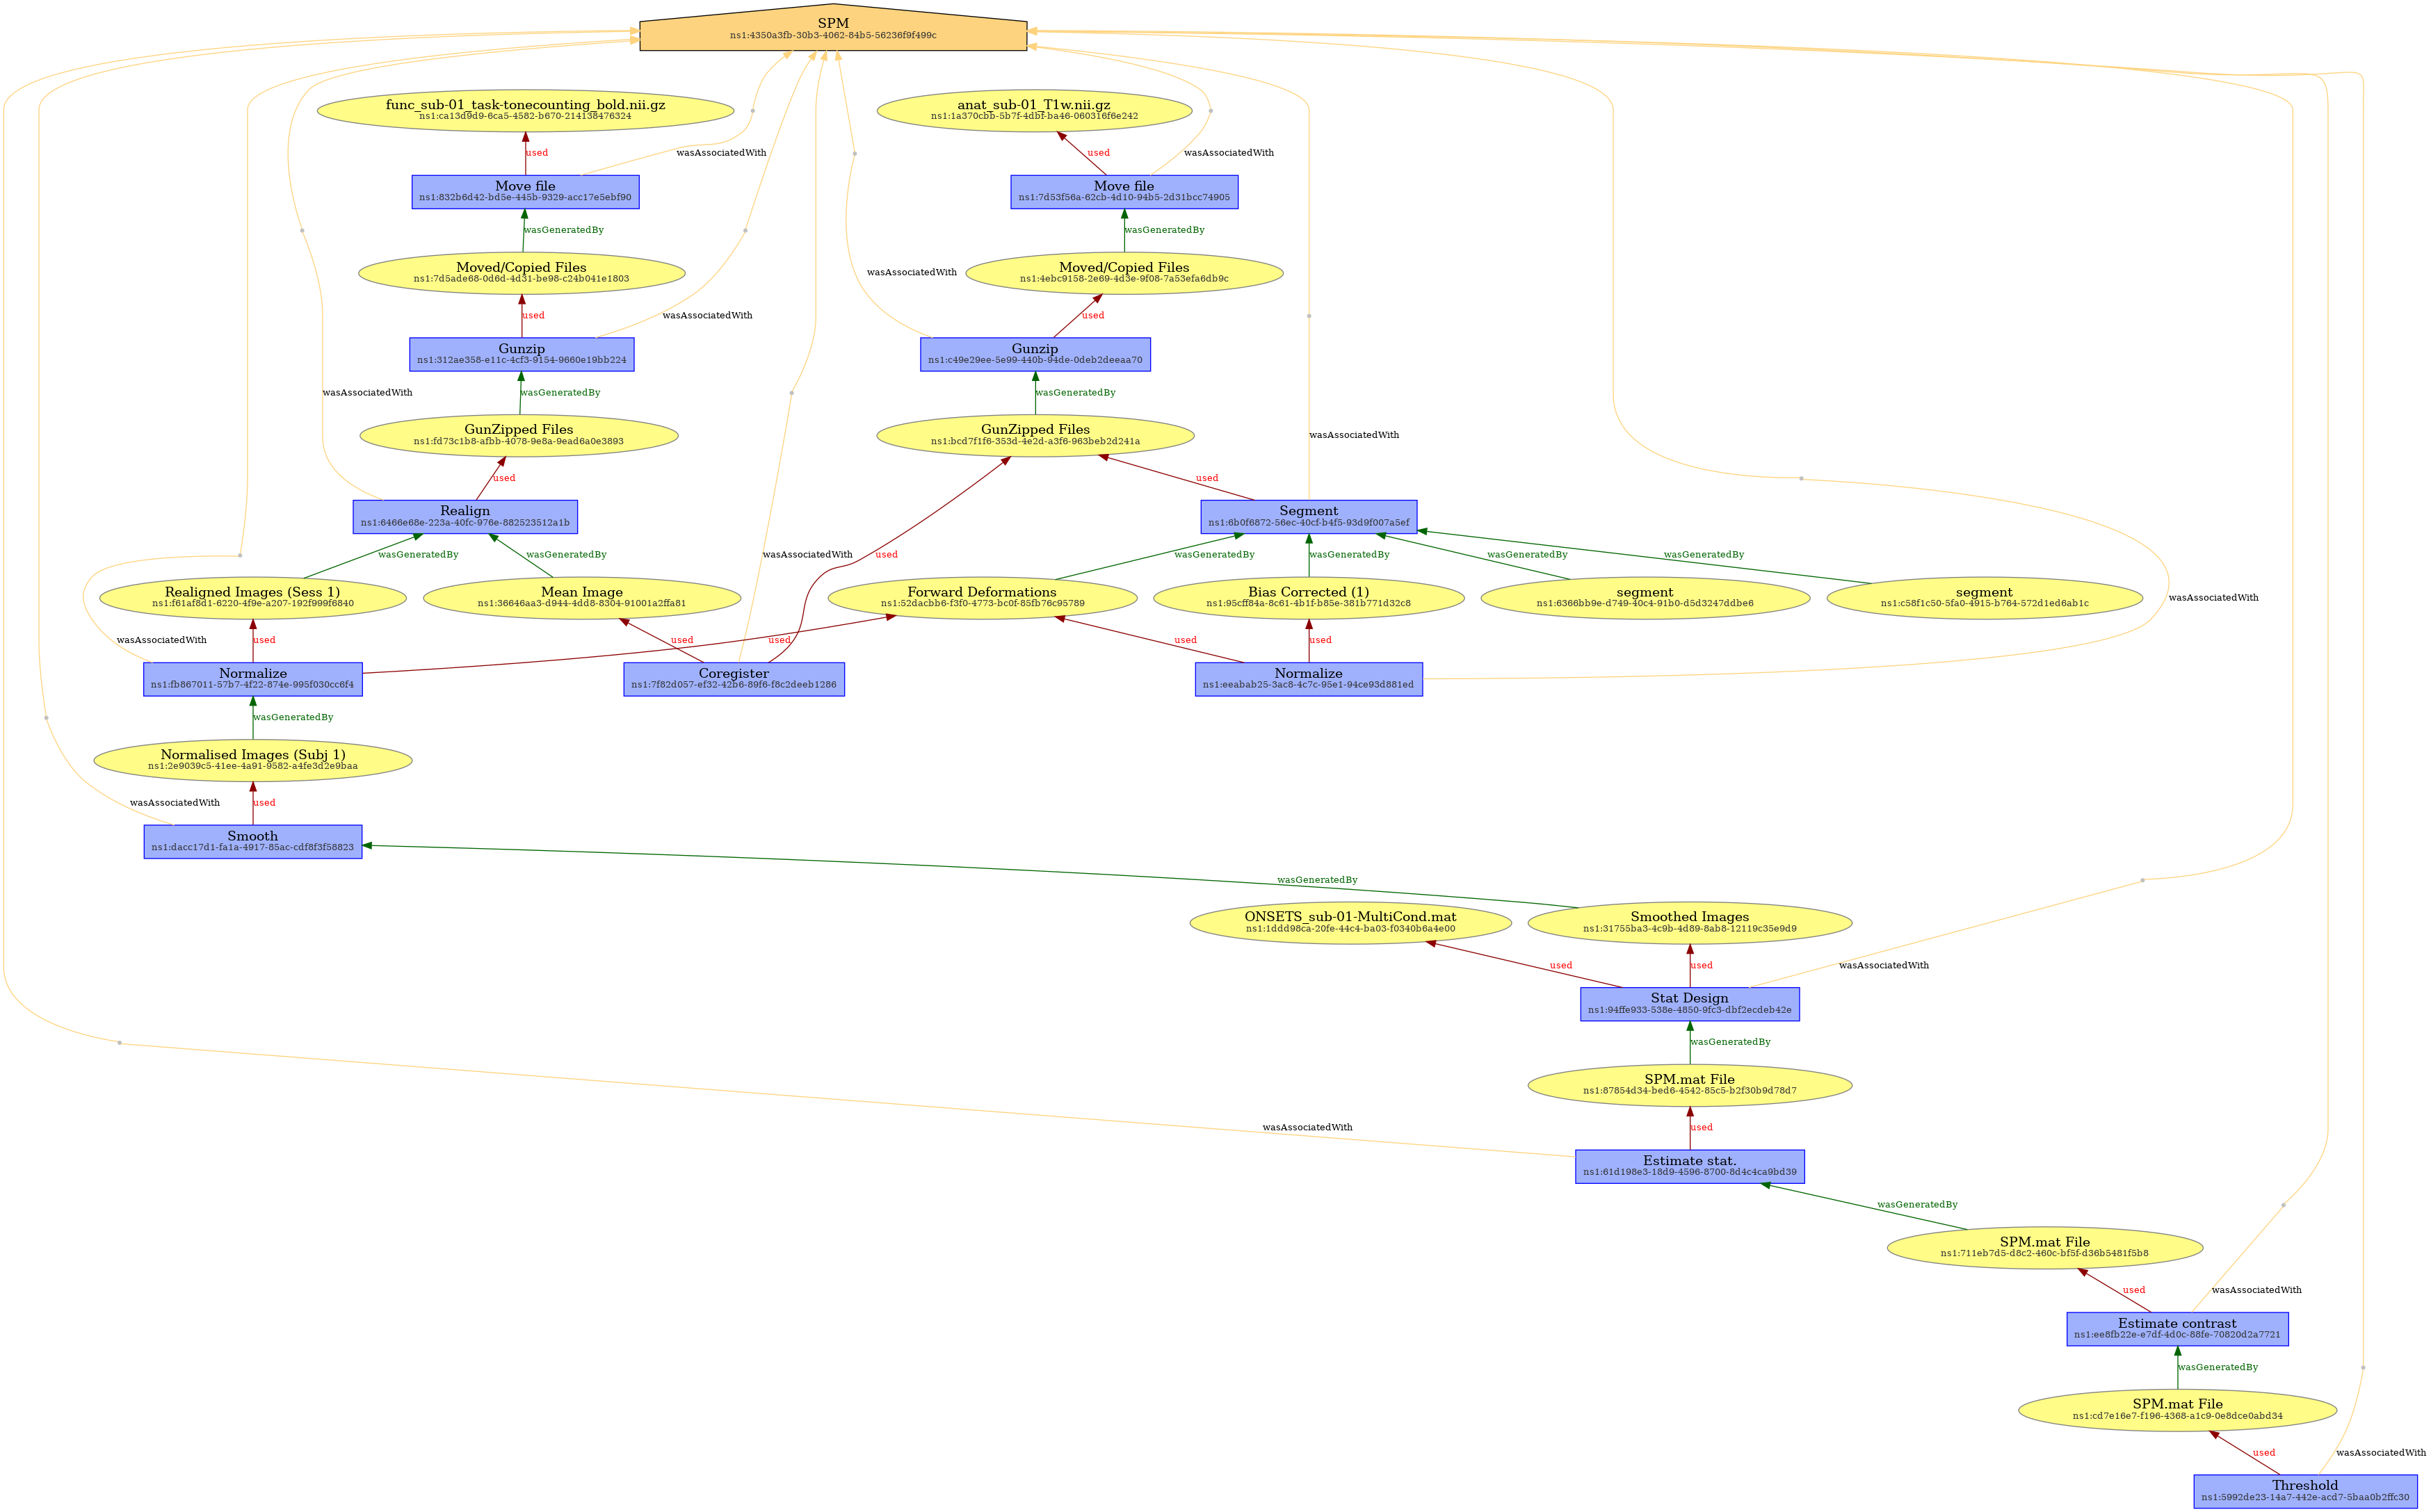 SPM
ns1:4350a3fb-30b3-4062-84b5-56236f9f499c
func_sub-01_task-tonecounting_bold.nii.gz
ns1:ca13d9d9-6ca5-4582-b670-214138476324
anat_sub-01_T1w.nii.gz
ns1:1a370cbb-5b7f-4dbf-ba46-060316f6e242
used
wasAssociatedWith
used
wasAssociatedWith
Move file
ns1:832b6d42-bd5e-445b-9329-acc17e5ebf90
Move file
ns1:7d53f56a-62cb-4d10-94b5-2d31bcc74905
wasGeneratedBy
wasGeneratedBy
Moved/Copied Files
ns1:7d5ade68-0d6d-4d31-be98-c24b041e1803
wasAssociatedWith
Moved/Copied Files
ns1:4ebc9158-2e69-4d3e-9f08-7a53efa6db9c
used
wasAssociatedWith
used
Gunzip
ns1:312ae358-e11c-4cf3-9154-9660e19bb224
Gunzip
ns1:c49e29ee-5e99-440b-94de-0deb2deeaa70
wasAssociatedWith
wasGeneratedBy
wasGeneratedBy
GunZipped Files
ns1:fd73c1b8-afbb-4078-9e8a-9ead6a0e3893
GunZipped Files
ns1:bcd7f1f6-353d-4e2d-a3f6-963beb2d241a
wasAssociatedWith
used
used
Realign
ns1:6466e68e-223a-40fc-976e-882523512a1b
Segment
ns1:6b0f6872-56ec-40cf-b4f5-93d9f007a5ef
wasGeneratedBy
wasGeneratedBy
wasAssociatedWith
used
wasGeneratedBy
wasGeneratedBy
wasGeneratedBy
wasGeneratedBy
Realigned Images (Sess 1)
ns1:f61af8d1-6220-4f9e-a207-192f999f6840
Mean Image
ns1:36646aa3-d944-4dd8-8304-91001a2ffa81
Forward Deformations
ns1:52dacbb6-f3f0-4773-bc0f-85fb76c95789
Bias Corrected (1)
ns1:95cff84a-8c61-4b1f-b85e-381b771d32c8
segment
ns1:6366bb9e-d749-40c4-91b0-d5d3247ddbe6
segment
ns1:c58f1c50-5fa0-4915-b764-572d1ed6ab1c
wasAssociatedWith
wasAssociatedWith
used
used
used
used
used
Normalize
ns1:fb867011-57b7-4f22-874e-995f030cc6f4
Coregister
ns1:7f82d057-ef32-42b6-89f6-f8c2deeb1286
Normalize
ns1:eeabab25-3ac8-4c7c-95e1-94ce93d881ed
wasGeneratedBy
Normalised Images (Subj 1)
ns1:2e9039c5-41ee-4a91-9582-a4fe3d2e9baa
wasAssociatedWith
used
Smooth
ns1:dacc17d1-fa1a-4917-85ac-cdf8f3f58823
wasGeneratedBy
ONSETS_sub-01-MultiCond.mat
ns1:1ddd98ca-20fe-44c4-ba03-f0340b6a4e00
Smoothed Images
ns1:31755ba3-4c9b-4d89-8ab8-12119c35e9d9
used
used
wasAssociatedWith
Stat Design
ns1:94ffe933-538e-4850-9fc3-dbf2ecdeb42e
wasGeneratedBy
SPM.mat File
ns1:87854d34-bed6-4542-85c5-b2f30b9d78d7
wasAssociatedWith
used
Estimate stat.
ns1:61d198e3-18d9-4596-8700-8d4c4ca9bd39
wasGeneratedBy
SPM.mat File
ns1:711eb7d5-d8c2-460c-bf5f-d36b5481f5b8
used
wasAssociatedWith
Estimate contrast
ns1:ee8fb22e-e7df-4d0c-88fe-70820d2a7721
wasGeneratedBy
SPM.mat File
ns1:cd7e16e7-f196-4368-a1c9-0e8dce0abd34
used
wasAssociatedWith
Threshold
ns1:5992de23-14a7-442e-acd7-5baa0b2ffc30